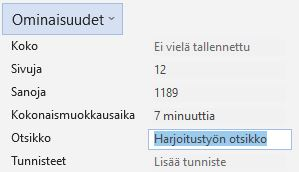 Ominaisuudet
Koko Ei vielä tallennettu
Sivuja 12
Sanoja 1189
Kokonaismuokkausaika 7 minuuttia
Otsikko Harjoitustyön otsikko
Tunnisteet Lisää tunniste